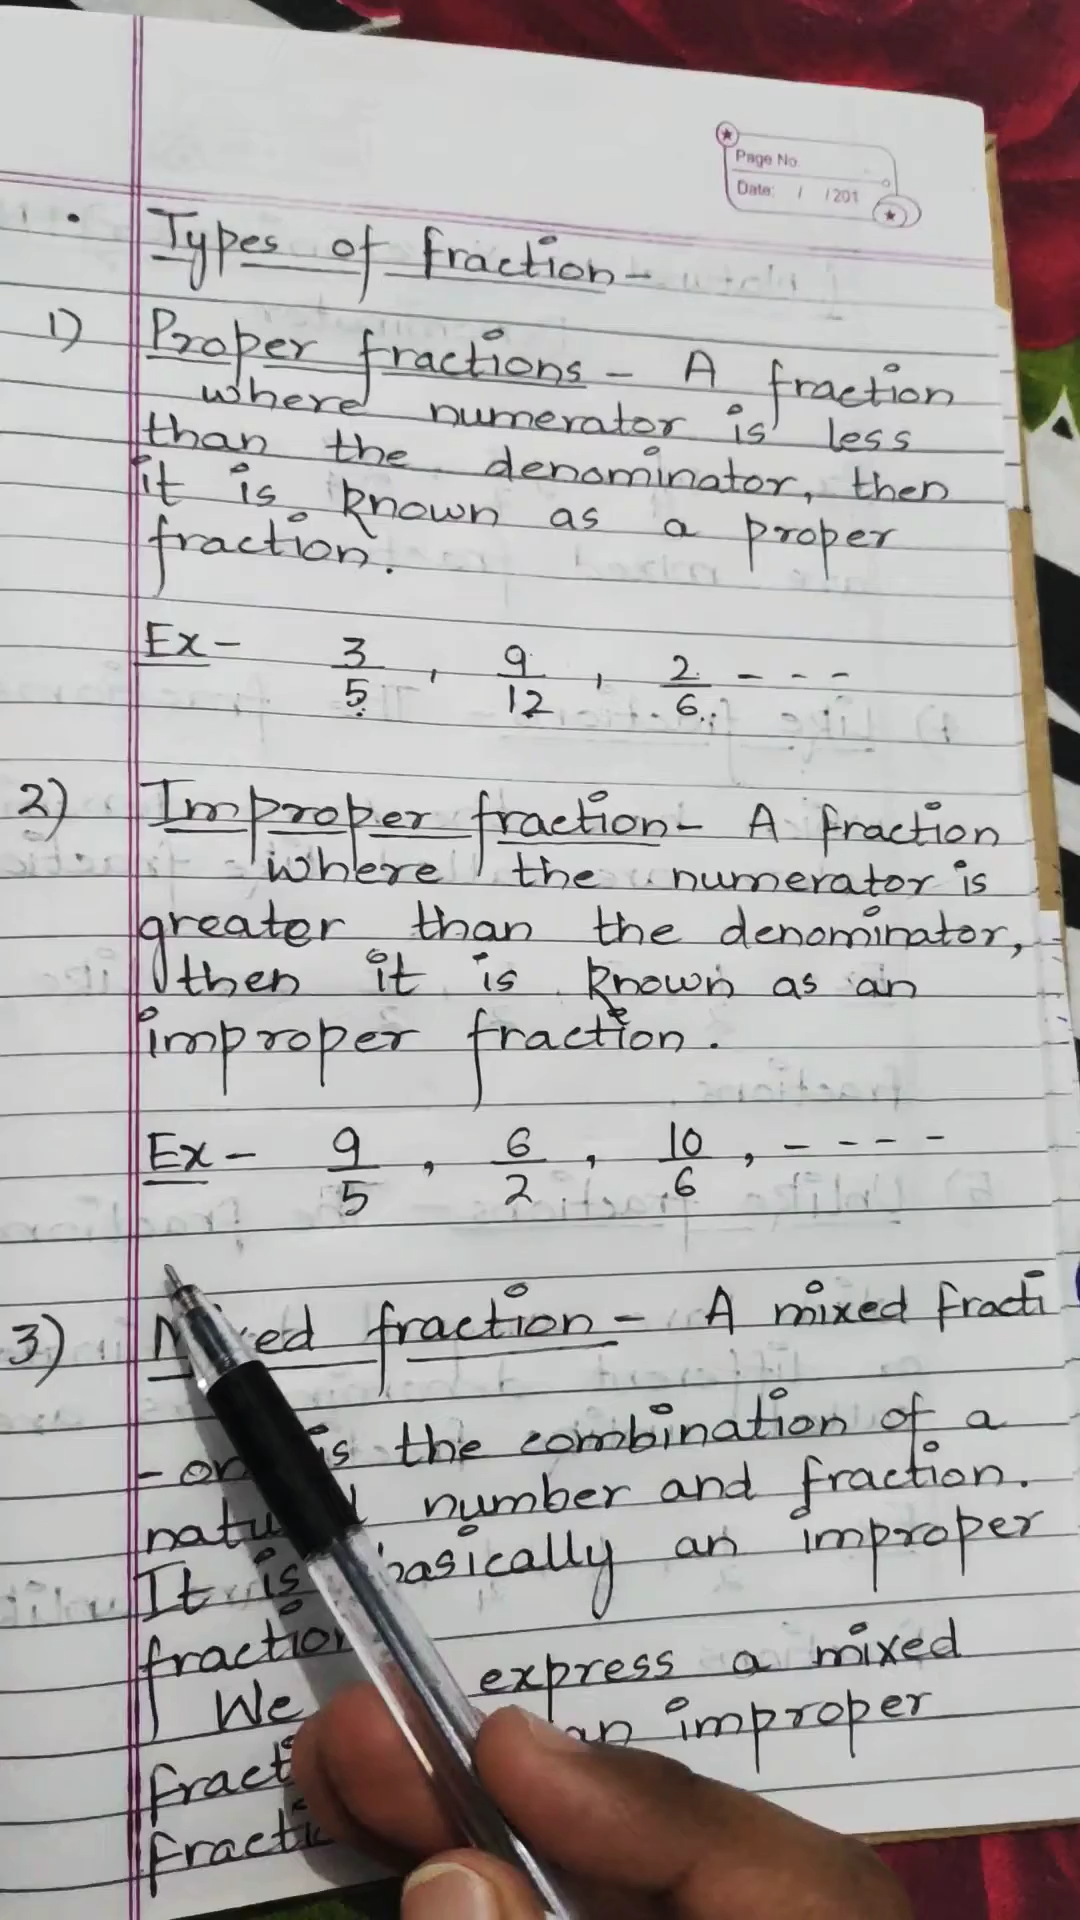 Page No.
Date: / /201
• Types of fraction-
1) Proper fractions - A fraction
where numerator is less
than the denominator, then
it is known as a proper
fraction.
Ex- 3/5, 9/12, 2/6 - - -
2) Improper fraction- A fraction
where the numerator is
greater than the denominator,
then it is known as an
improper fraction.
Ex- 9/5, 6/2, 10/6, - - - -
3) fraction- A mixed fracti
-on is the combination of a
number and fraction.
It is basically an improper
fraction
We express a mixed
an improper